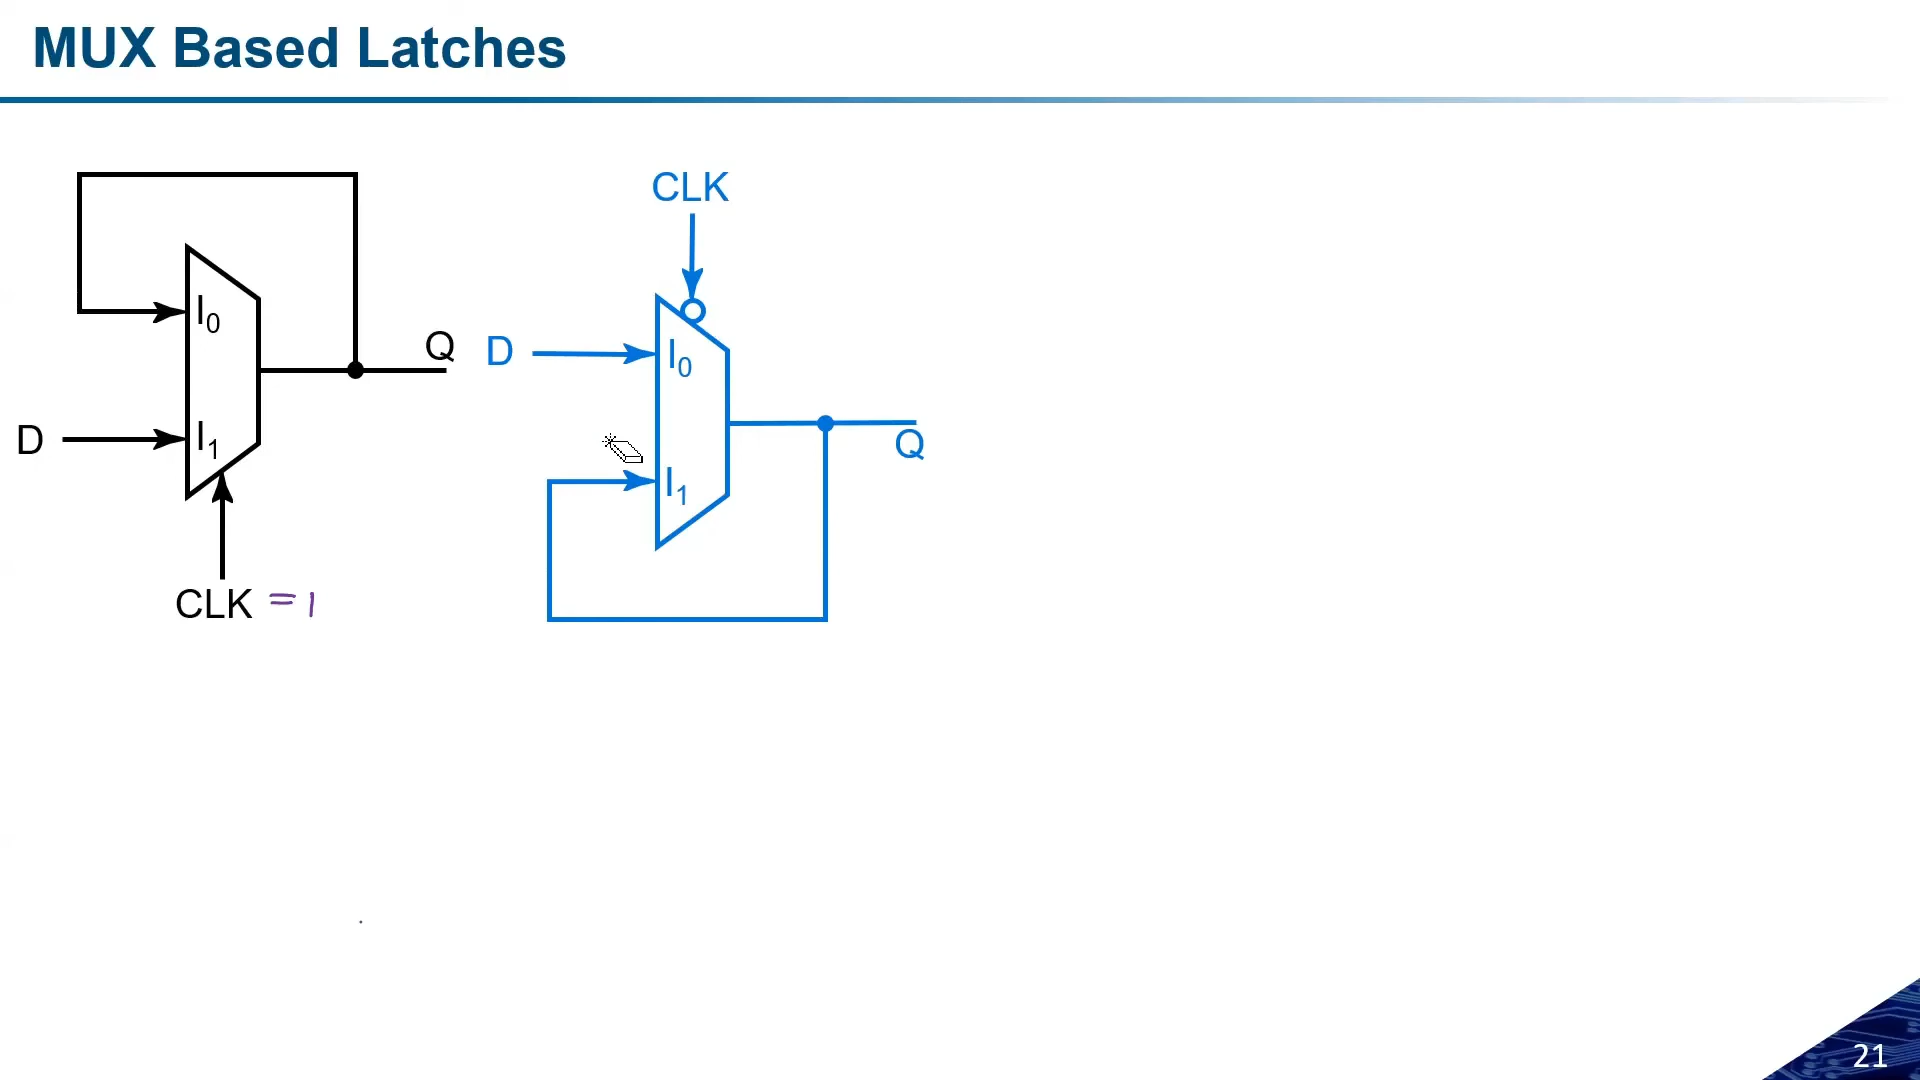 MUX Based Latches
I0
Q
D
I1
CLK = 1
CLK
D
I0
Q
I1
21